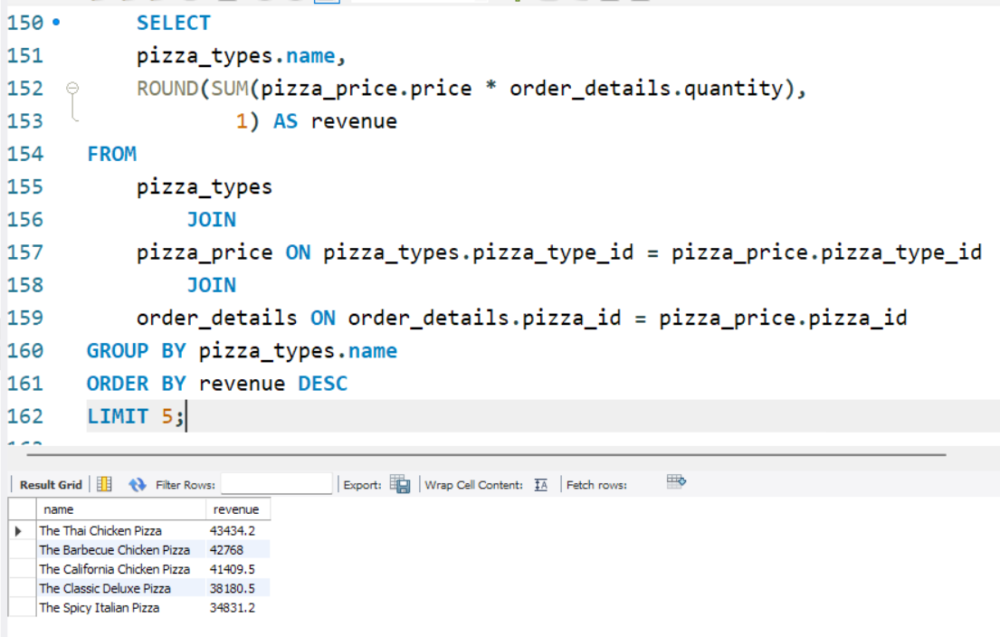 150 SELECT
151 pizza_types.name,
152 ROUND(SUM(pizza_price.price * order_details.quantity),
153 1) AS revenue
154 FROM
155 pizza_types
156 JOIN
157 pizza_price ON pizza_types.pizza_type_id = pizza_price.pizza_type_id
158 JOIN
159 order_details ON order_details.pizza_id = pizza_price.pizza_id
160 GROUP BY pizza_types.name
161 ORDER BY revenue DESC
162 LIMIT 5;
Result Grid Filter Rows: Export: Wrap Cell Content: IA Fetch rows:
name revenue
The Thai Chicken Pizza 43434.2
The Barbecue Chicken Pizza 42768
The California Chicken Pizza 41409.5
The Classic Deluxe Pizza 38180.5
The Spicy Italian Pizza 34831.2